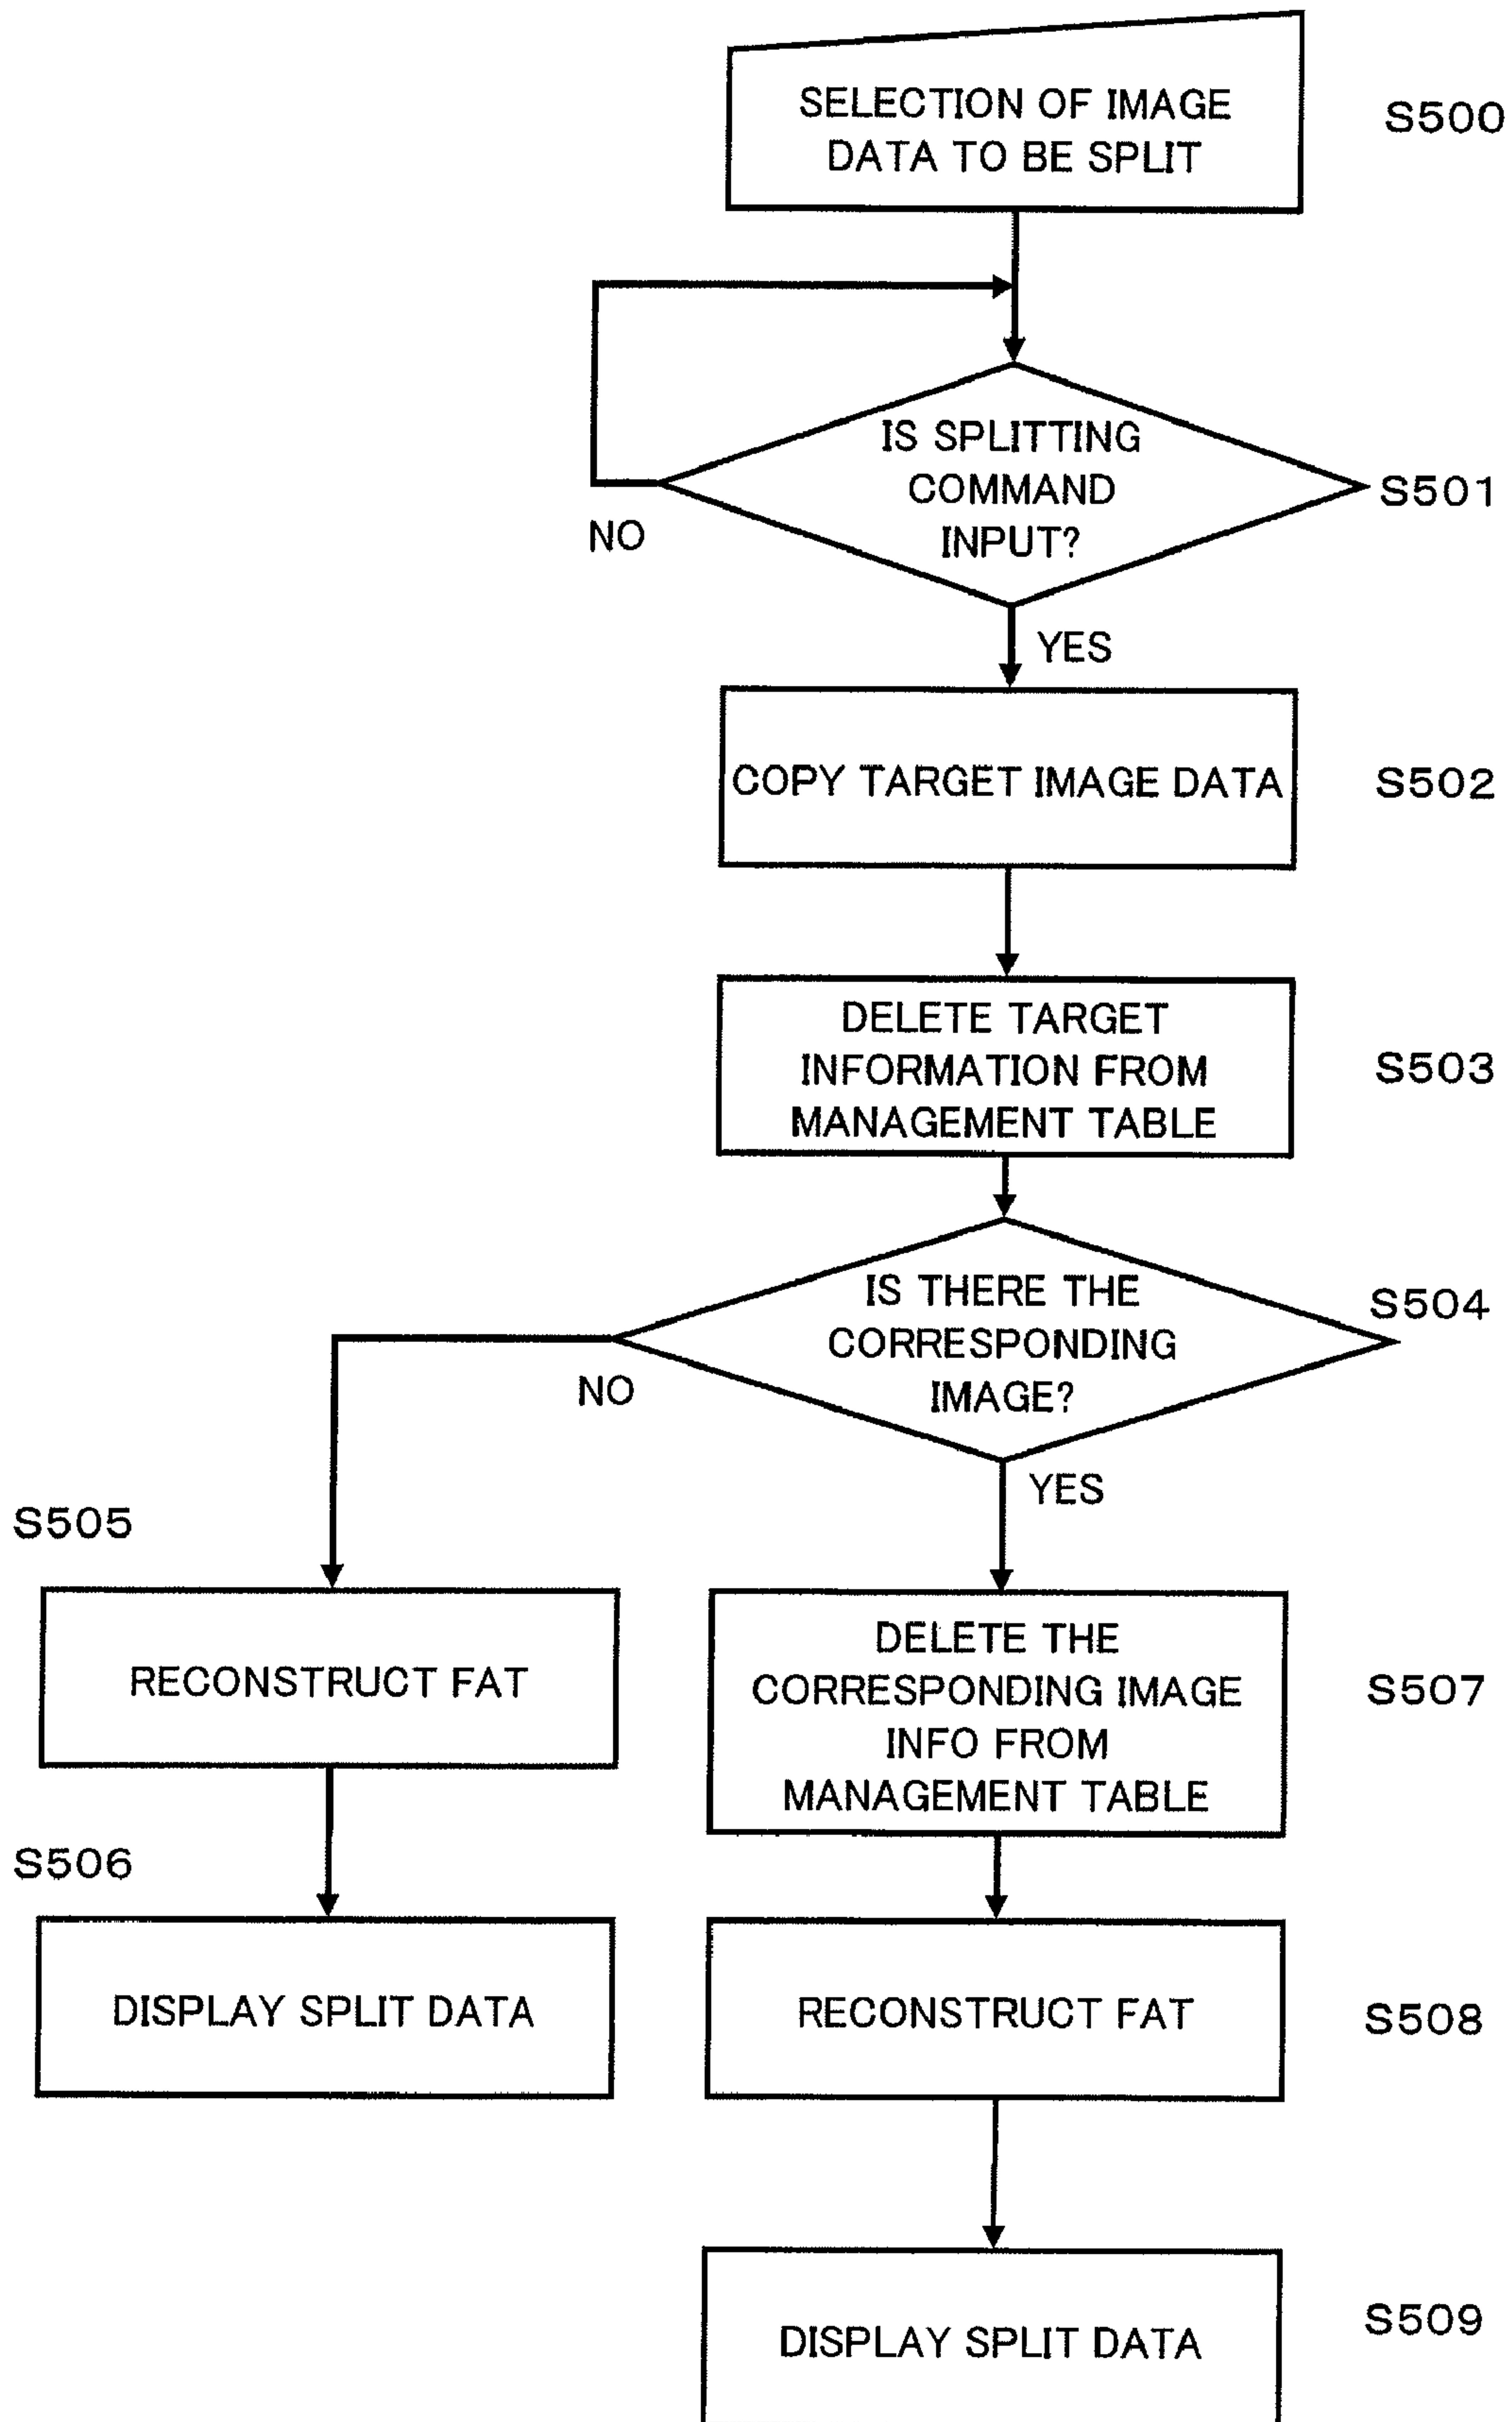 SELECTION OF IMAGE
DATA TO BE SPLIT
S500
IS SPLITTING
COMMAND
INPUT?
S501
NO
YES
COPY TARGET IMAGE DATA
S502
DELETE TARGET
INFORMATION FROM
MANAGEMENT TABLE
S503
IS THERE THE
CORRESPONDING
IMAGE?
S504
NO
YES
S505
RECONSTRUCT FAT
DELETE THE
CORRESPONDING IMAGE
INFO FROM
MANAGEMENT TABLE
S507
S506
DISPLAY SPLIT DATA
RECONSTRUCT FAT
S508
DISPLAY SPLIT DATA
S509